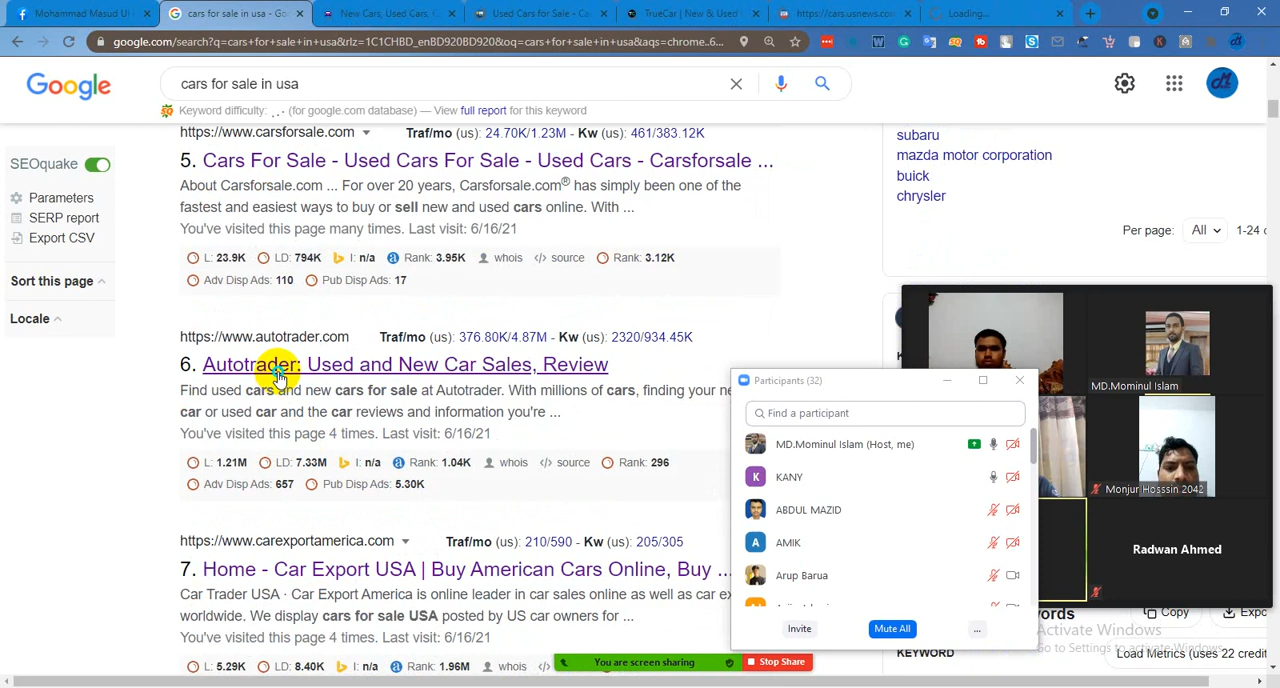 Mohammad Masud Ul
cars for sale in usa - Go
New Cars, Used Cars, C
Used Cars for Sale - Ca
TrueCar | New & Used
https://cars.usnews.com
Loading...
google.com/search?q=cars+for+sale+in+usa&rlz=1C1CHBD_enBD920BD920&oq=cars+for+sale+in+usa&aqs=chrome..6...
Google
cars for sale in usa
Keyword difficulty: (for google.com database) — View full report for this keyword
SEOquake
Parameters
SERP report
Export CSV
Sort this page
Locale
https://www.carsforsale.com Traf/mo (us): 24.70K/1.23M - Kw (us): 461/383.12K
5. Cars For Sale - Used Cars For Sale - Used Cars - Carsforsale ...
About Carsforsale.com ... For over 20 years, Carsforsale.com® has simply been one of the
fastest and easiest ways to buy or sell new and used cars online. With ...
You've visited this page many times. Last visit: 6/16/21
L: 23.9K LD: 794K I: n/a Rank: 3.95K whois </> source Rank: 3.12K
Adv Disp Ads: 110 Pub Disp Ads: 17
https://www.autotrader.com Traf/mo (us): 376.80K/4.87M - Kw (us): 2320/934.45K
6. Autotrader: Used and New Car Sales, Review
Find used cars and new cars for sale at Autotrader. With millions of cars, finding your ne
car or used car and the car reviews and information you're ...
You've visited this page 4 times. Last visit: 6/16/21
L: 1.21M LD: 7.33M I: n/a Rank: 1.04K whois </> source Rank: 296
Adv Disp Ads: 657 Pub Disp Ads: 5.30K
https://www.carexportamerica.com Traf/mo (us): 210/590 - Kw (us): 205/305
7. Home - Car Export USA | Buy American Cars Online, Buy ...
Car Trader USA · Car Export America is online leader in car sales online as well as car ex
worldwide. We display cars for sale USA posted by US car owners for ...
You've visited this page 4 times. Last visit: 6/16/21
L: 5.29K LD: 8.40K I: n/a Rank: 1.96M whois </>
subaru
mazda motor corporation
buick
chrysler
Per page: All 1-24 o
MD.Mominul Islam
Monjur Hosssin 2042
Radwan Ahmed
Participants (32)
Find a participant
MD.Mominul Islam (Host, me)
K KANY
ABDUL MAZID
A AMIK
Arup Barua
Invite
Mute All
...
You are screen sharing
Stop Share
words
Copy
Expo
KEYWORD
Load Metrics (uses 22 credit
Activate Windows
Go to Settings to activate Windows.